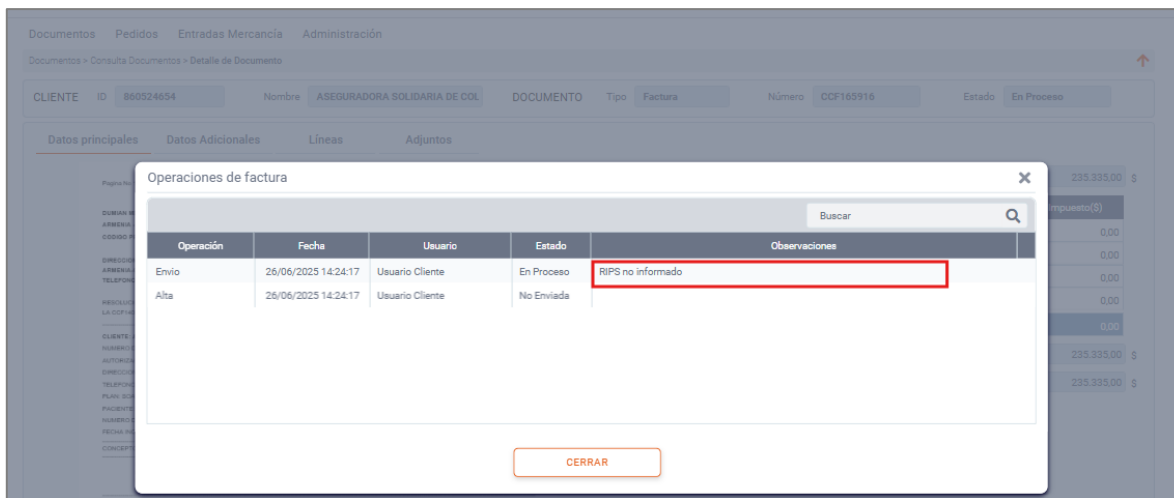 Documentos Pedidos Entradas Mercancía Administración
Documentos > Consulta Documentos > Detalle de Documento
CLIENTE ID 860524654 Nombre ASEGURADORA SOLIDARIA DE COL DOCUMENTO Tipo Factura Número CCF165916 Estado En Proceso
Datos principales Datos Adicionales Líneas Adjuntos
235.335,00 $
Impuesto($)
0,00
0,00
0,00
0,00
0,00
235.335,00 $
235.335,00 $
Operaciones de factura
Buscar
Operación Fecha Usuario Estado Observaciones
Envio 26/06/2025 14:24:17 Usuario Cliente En Proceso RIPS no informado
Alta 26/06/2025 14:24:17 Usuario Cliente No Enviada
CERRAR